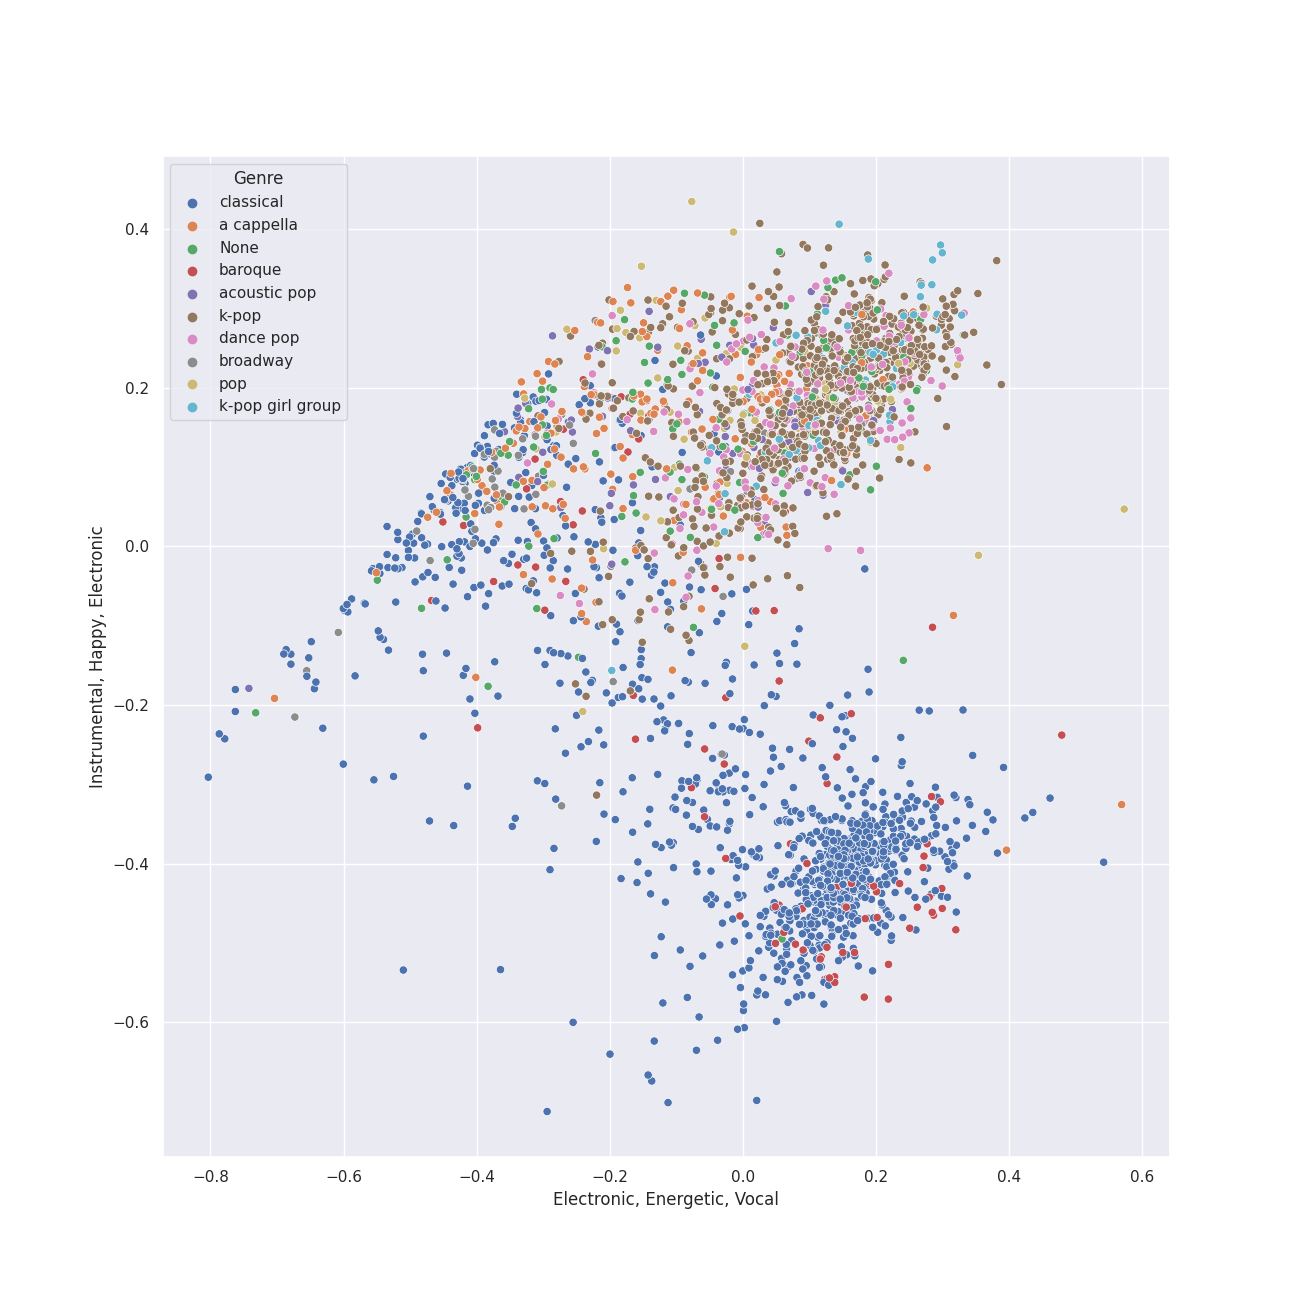 Genre
classical
a cappella
None
baroque
acoustic pop
k-pop
dance pop
broadway
pop
k-pop girl group
0.4
0.2
0.0
−0.2
−0.4
−0.6
Instrumental, Happy, Electronic
−0.8
−0.6
−0.4
−0.2
0.0
0.2
0.4
0.6
Electronic, Energetic, Vocal